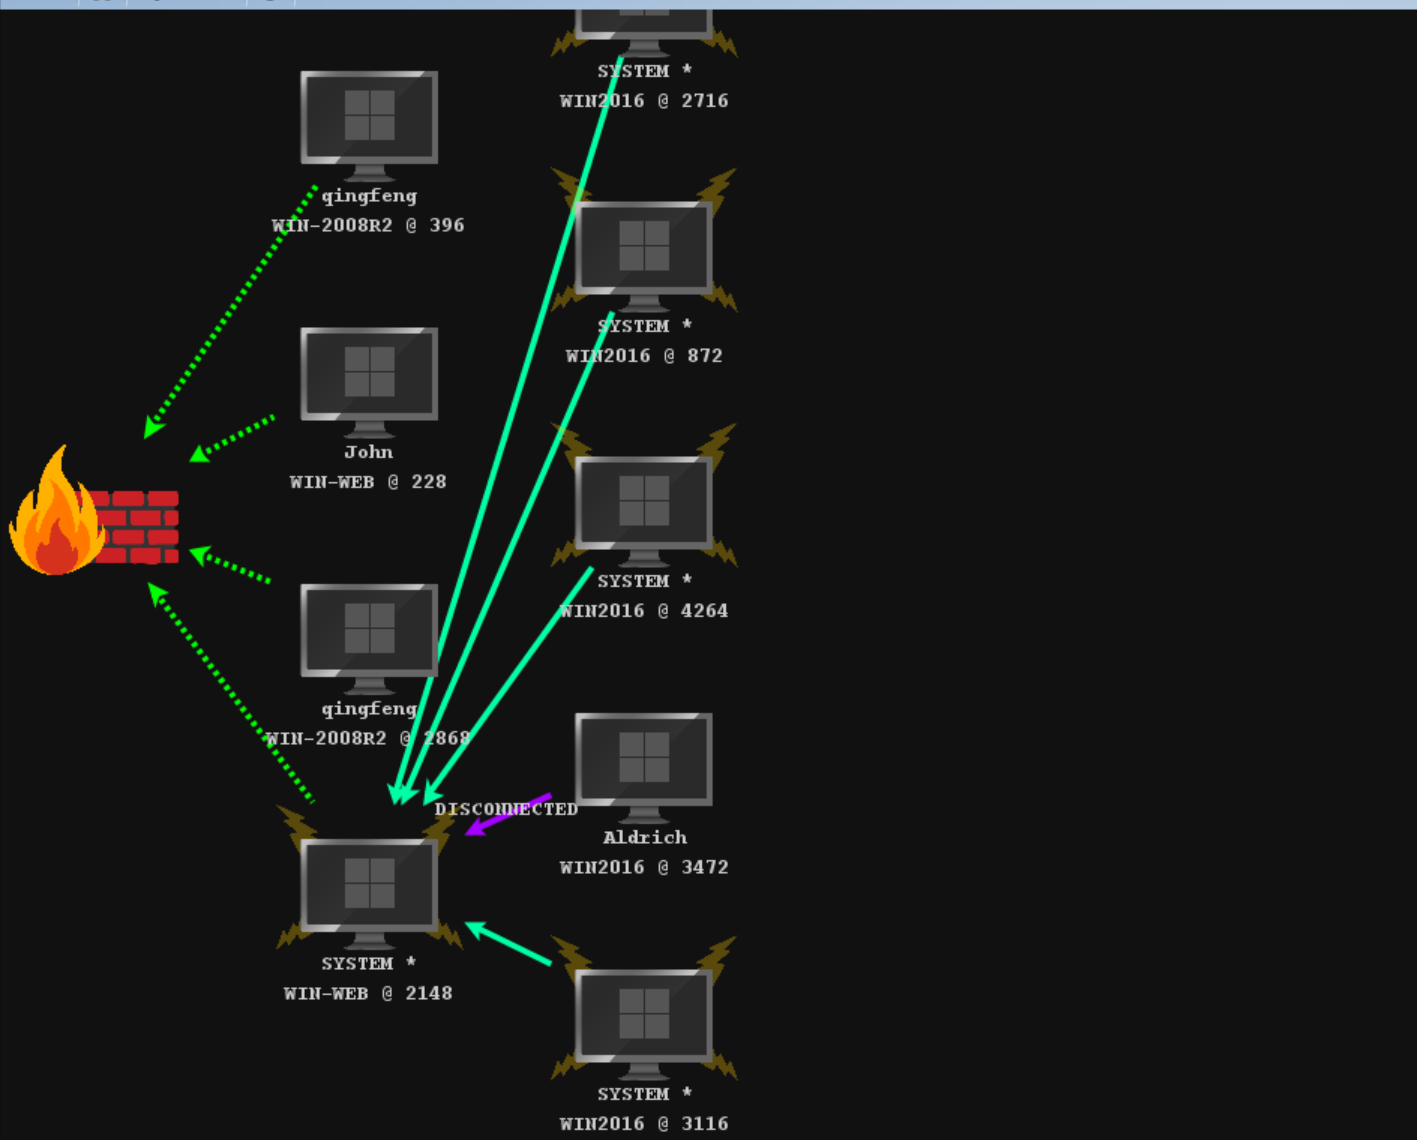 SYSTEM *
WIN2016 @ 2716
qingfeng
WIN-2008R2 @ 396
SYSTEM *
WIN2016 @ 872
John
WIN-WEB @ 228
SYSTEM *
WIN2016 @ 4264
qingfeng
WIN-2008R2 @ 2868
DISCONNECTED
Aldrich
WIN2016 @ 3472
SYSTEM *
WIN-WEB @ 2148
SYSTEM *
WIN2016 @ 3116